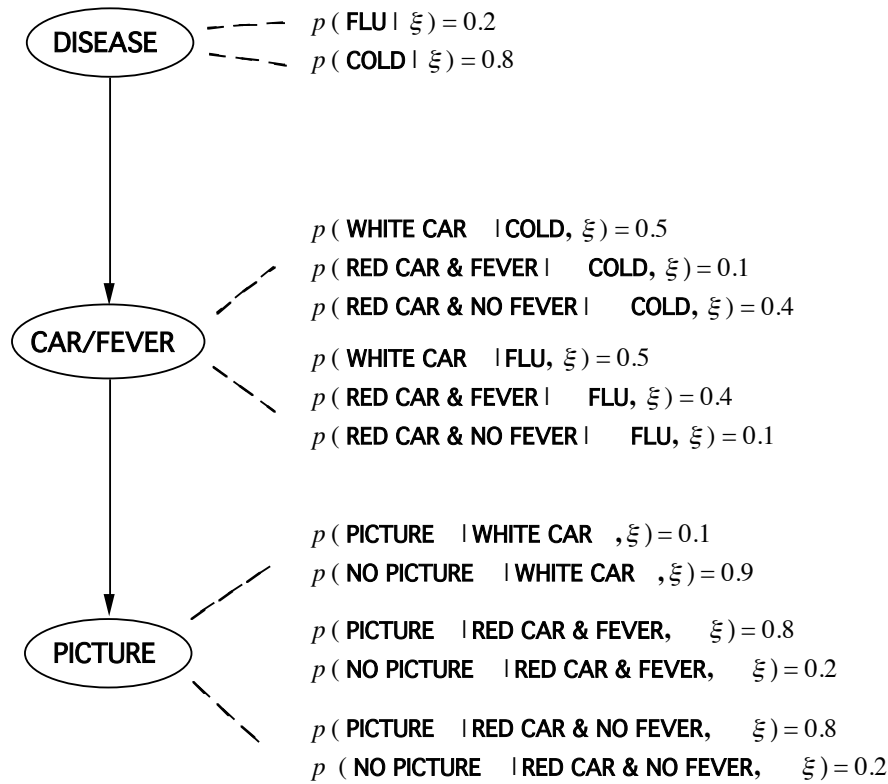 DISEASE
p ( FLU | ξ ) = 0.2
p ( COLD | ξ ) = 0.8
p ( WHITE CAR | COLD, ξ ) = 0.5
p ( RED CAR & FEVER | COLD, ξ ) = 0.1
p ( RED CAR & NO FEVER | COLD, ξ ) = 0.4
CAR/FEVER
p ( WHITE CAR | FLU, ξ ) = 0.5
p ( RED CAR & FEVER | FLU, ξ ) = 0.4
p ( RED CAR & NO FEVER | FLU, ξ ) = 0.1
p ( PICTURE | WHITE CAR , ξ ) = 0.1
p ( NO PICTURE | WHITE CAR , ξ ) = 0.9
PICTURE
p ( PICTURE | RED CAR & FEVER, ξ ) = 0.8
p ( NO PICTURE | RED CAR & FEVER, ξ ) = 0.2
p ( PICTURE | RED CAR & NO FEVER, ξ ) = 0.8
p ( NO PICTURE | RED CAR & NO FEVER, ξ ) = 0.2